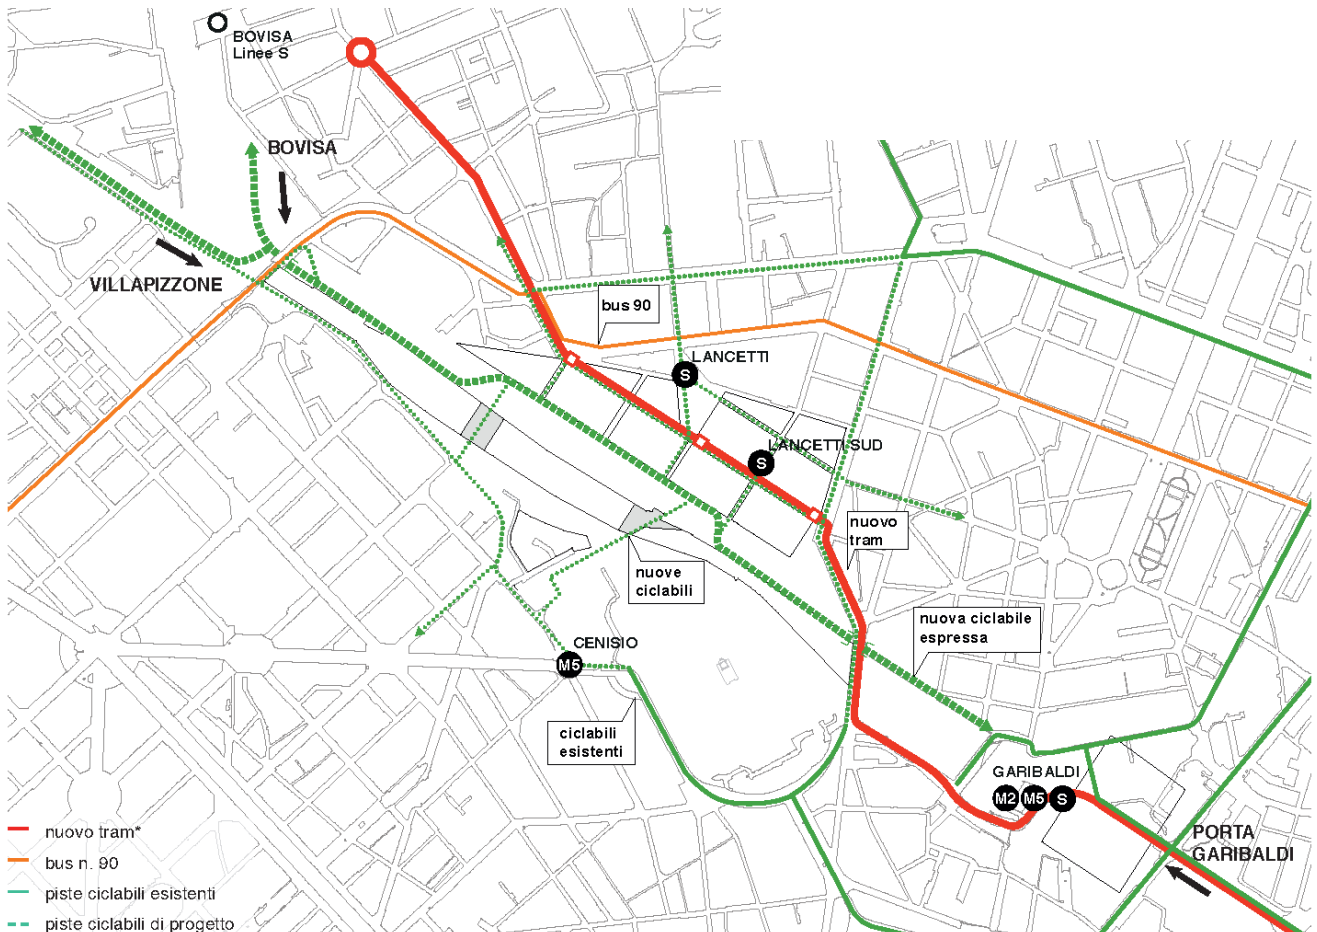 BOVISA
Linee S
BOVISA
VILLAPIZZONE
bus 90
LANCETTI
S
LANCETTI SUD
S
nuovo
tram
nuove
ciclabili
nuova ciclabile
espressa
CENISIO
M5
ciclabili
esistenti
GARIBALDI
M2 M5 S
PORTA
GARIBALDI
nuovo tram*
bus n. 90
piste ciclabili esistenti
piste ciclabili di progetto